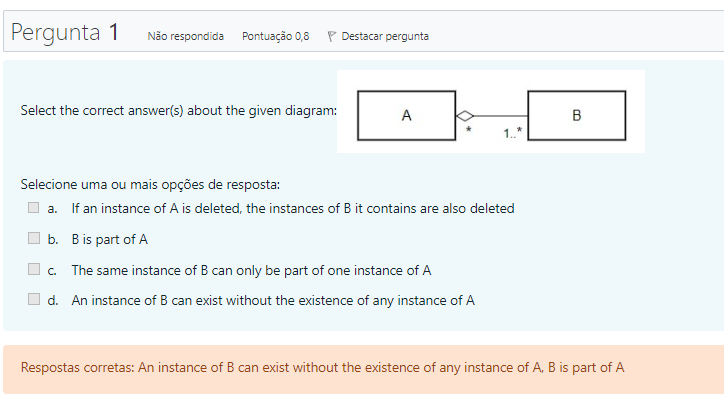 Pergunta 1 Não respondida Pontuação 0,8 Destacar pergunta
Select the correct answer(s) about the given diagram:
A
B
*
1..*
Selecione uma ou mais opções de resposta:
a. If an instance of A is deleted, the instances of B it contains are also deleted
b. B is part of A
c. The same instance of B can only be part of one instance of A
d. An instance of B can exist without the existence of any instance of A
Respostas corretas: An instance of B can exist without the existence of any instance of A, B is part of A